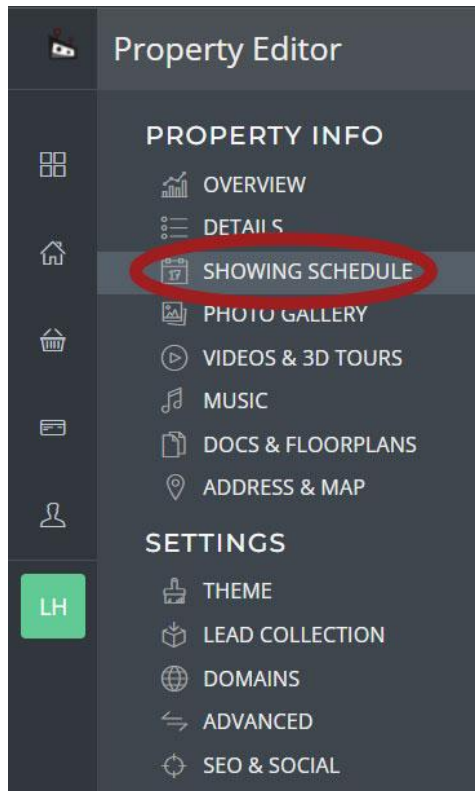 Property Editor
PROPERTY INFO
OVERVIEW
DETAILS
17 SHOWING SCHEDULE
PHOTO GALLERY
VIDEOS & 3D TOURS
MUSIC
DOCS & FLOORPLANS
ADDRESS & MAP
SETTINGS
THEME
LH
LEAD COLLECTION
DOMAINS
ADVANCED
SEO & SOCIAL